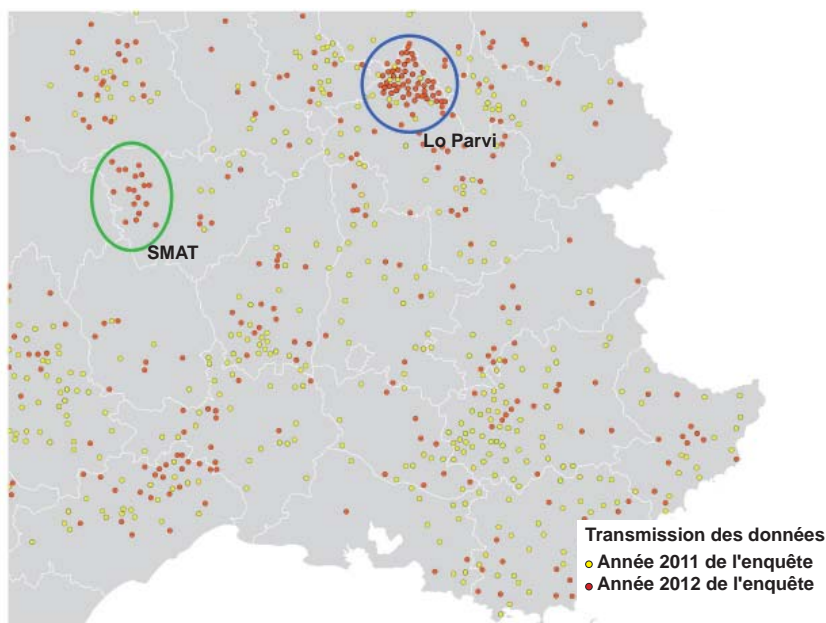 Lo Parvi
SMAT
Transmission des données
Année 2011 de l'enquête
Année 2012 de l'enquête